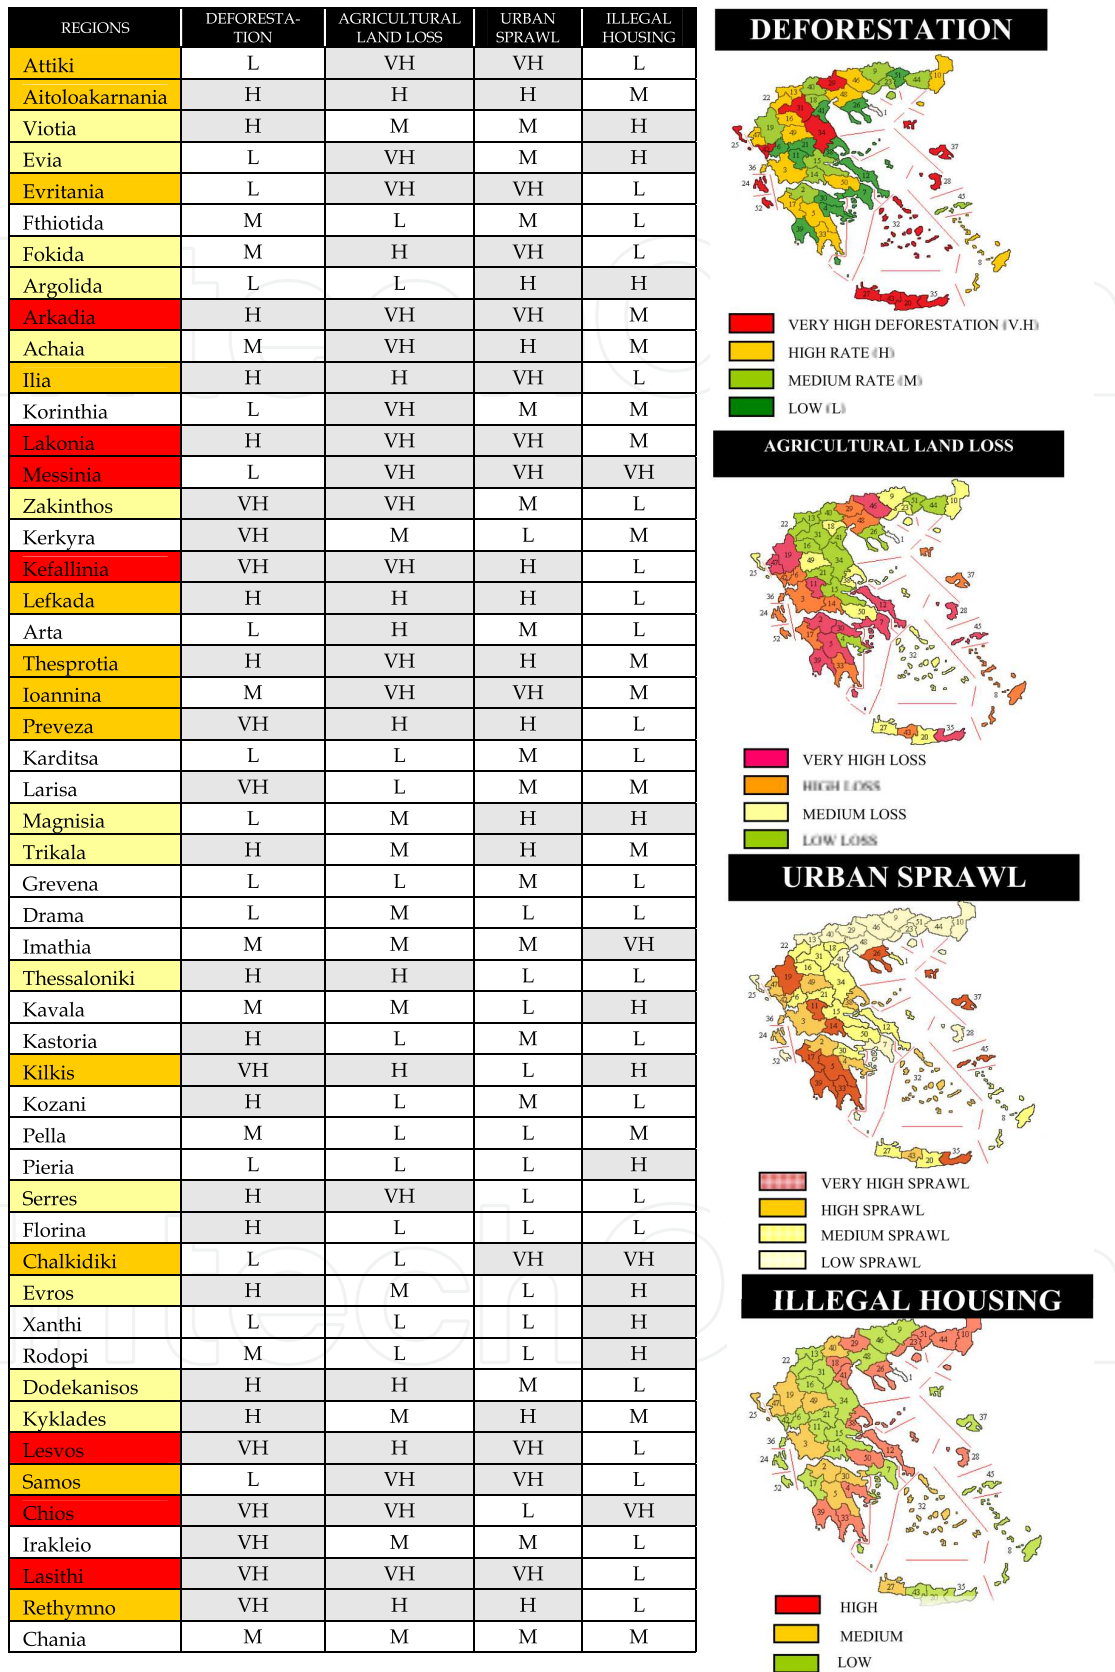 REGIONS DEFORESTA- AGRICULTURAL URBAN ILLEGAL
TION LAND LOSS SPRAWL HOUSING
Attiki L VH VH L
Aitoloakarnania H H H M
Viotia H M M H
Evia L VH M H
Evritania L VH VH L
Fthiotida M L M L
Fokida M H VH L
Argolida L L H H
Arkadia H VH VH M
Achaia M VH H M
Ilia H H VH L
Korinthia L VH M M
Lakonia H VH VH M
Messinia L VH VH VH
Zakinthos VH VH M L
Kerkyra VH M L M
Kefallinia VH VH H L
Lefkada H H H L
Arta L H M L
Thesprotia H VH H M
Ioannina M VH VH M
Preveza VH H H L
Karditsa L L M L
Larisa VH L M M
Magnisia L M H H
Trikala H M H M
Grevena L L M L
Drama L M L L
Imathia M M M VH
Thessaloniki H H L L
Kavala M M L H
Kastoria H L M L
Kilkis VH H L H
Kozani H L M L
Pella M L L M
Pieria L L L H
Serres H VH L L
Florina H L L L
Chalkidiki L L VH VH
Evros H M L H
Xanthi L L L H
Rodopi M L L H
Dodekanisos H H M L
Kyklades H M H M
Lesvos VH H VH L
Samos L VH VH L
Chios VH VH L VH
Irakleio VH M M L
Lasithi VH VH VH L
Rethymno VH H H L
Chania M M M M
DEFORESTATION
VERY HIGH DEFORESTATION (V.H)
HIGH RATE (H)
MEDIUM RATE (M)
LOW (L)
AGRICULTURAL LAND LOSS
VERY HIGH LOSS
HIGH LOSS
MEDIUM LOSS
LOW LOSS
URBAN SPRAWL
VERY HIGH SPRAWL
HIGH SPRAWL
MEDIUM SPRAWL
LOW SPRAWL
ILLEGAL HOUSING
HIGH
MEDIUM
LOW